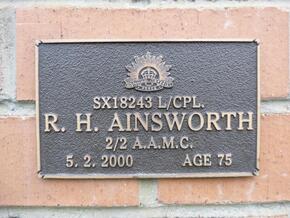 SX18243 L/CPL.
R. H. AINSWORTH
2/2 A.A.M.C.
5. 2. 2000 AGE 75